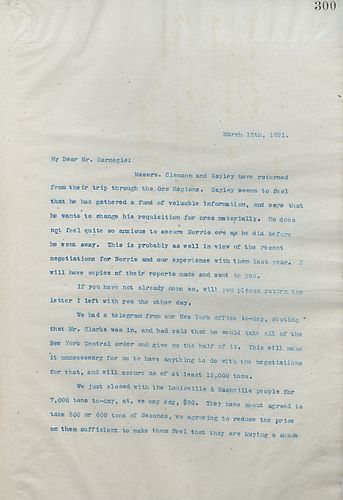 300
March 18th, 1891.
My Dear Mr. Carnegie:
Messrs. Clemson and Gayley have returned
from their trip through the Ore Regions. Gayley seems to feel
that he has gathered a fund of valuable information, and says that
he wants to change his requisition for ores materially. He does
not feel quite so anxious to secure Norrie ore as he did before
he went away. This is probably as well in view of the recent
negotiations for Norrie and our experience with them last year. I
will have copies of their reports made and sent to you.
If you have not already done so, will you please return the
letter I left with you the other day.
We had a telegram from our New York office to-day, stating
that Mr. Clarke was in, and had said that he would take all of the
New York Central order and give us the half of it. This will make
it unnecessary for us to have anything to do with the negotiations
for that, and will assure us of at least 15,000 tons.
We just closed with the Louisville & Nashville people for
7,000 tons to-day, at, we may say, $30. They have about agreed to
take 500 or 600 tons of Seconds, we agreeing to reduce the price
on them sufficient to make them feel that they are buying a shade